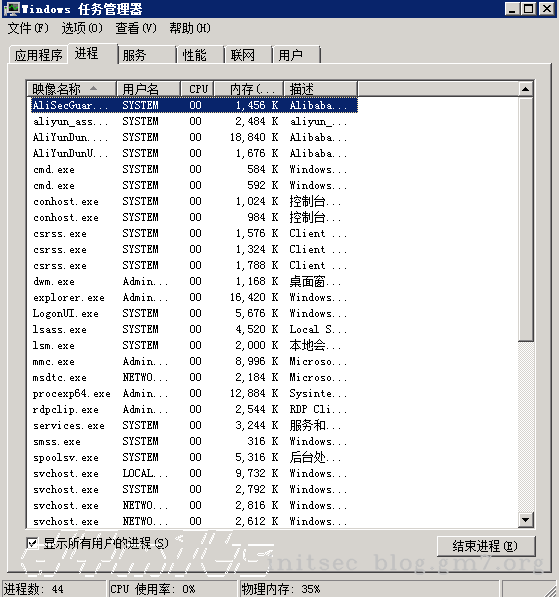 Windows 任务管理器
文件(F) 选项(O) 查看(V) 帮助(H)
应用程序 进程 服务 性能 联网 用户
映像名称 用户名 CPU 内存(... 描述
AliSecGuar... SYSTEM 00 1,456 K Alibaba...
aliyun_ass... SYSTEM 00 2,484 K aliyun_...
AliYunDun.... SYSTEM 00 18,840 K Alibaba...
AliYunDunU... SYSTEM 00 1,676 K Alibaba...
cmd.exe SYSTEM 00 584 K Windows...
cmd.exe SYSTEM 00 592 K Windows...
conhost.exe SYSTEM 00 1,024 K 控制台...
conhost.exe SYSTEM 00 984 K 控制台...
csrss.exe SYSTEM 00 1,576 K Client ...
csrss.exe SYSTEM 00 1,324 K Client ...
csrss.exe SYSTEM 00 1,788 K Client ...
dwm.exe Admin... 00 1,168 K 桌面窗...
explorer.exe Admin... 00 16,420 K Windows...
LogonUI.exe SYSTEM 00 5,676 K Windows...
lsass.exe SYSTEM 00 4,520 K Local S...
lsm.exe SYSTEM 00 2,000 K 本地会...
mmc.exe Admin... 00 8,996 K Microso...
msdtc.exe NETWO... 00 2,184 K Microso...
procexp64.exe Admin... 00 12,884 K Sysinte...
rdpclip.exe Admin... 00 2,544 K RDP Cli...
services.exe SYSTEM 00 3,244 K 服务和...
smss.exe SYSTEM 00 316 K Windows...
spoolsv.exe SYSTEM 00 5,316 K 后台处...
svchost.exe LOCAL... 00 9,732 K Windows...
svchost.exe SYSTEM 00 2,792 K Windows...
svchost.exe NETWO... 00 2,816 K Windows...
svchost.exe NETWO... 00 2,612 K Windows...
显示所有用户的进程(S) 结束进程(E)
blog.gm7.org
进程数: 44 CPU 使用率: 0% 物理内存: 35%